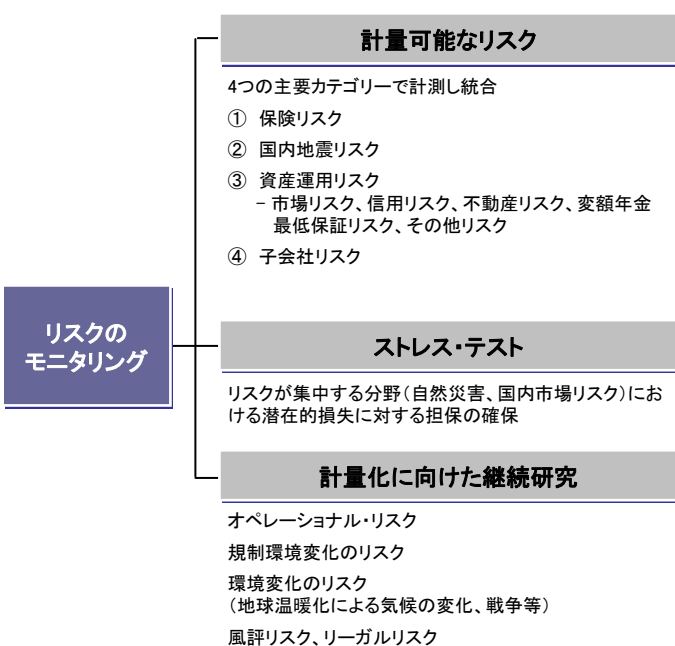 計量可能なリスク
4つの主要カテゴリーで計測し統合
① 保険リスク
② 国内地震リスク
③ 資産運用リスク
－市場リスク、信用リスク、不動産リスク、変額年金
最低保証リスク、その他リスク
④ 子会社リスク
リスクの
モニタリング
ストレス・テスト
リスクが集中する分野（自然災害、国内市場リスク）にお
ける潜在的損失に対する担保の確保
計量化に向けた継続研究
オペレーショナル・リスク
規制環境変化のリスク
環境変化のリスク
（地球温暖化による気候の変化、戦争等）
風評リスク、リーガルリスク